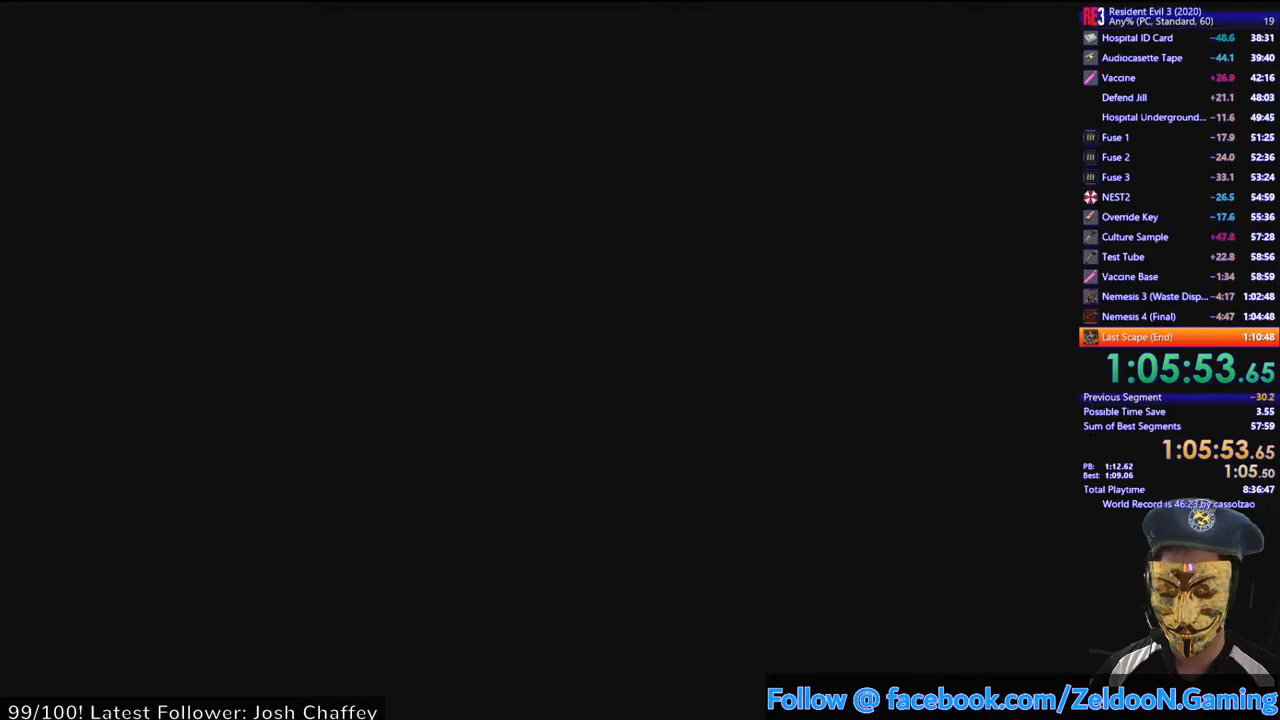 RE3
Resident Evil 3 (2020)
Any% (PC, Standard, 60) 19
Hospital ID Card −48.6 38:31
Audiocasette Tape −44.1 39:40
Vaccine +26.9 42:16
Defend Jill +21.1 48:03
Hospital Underground... −11.6 49:45
Fuse 1 −17.9 51:25
Fuse 2 −24.0 52:36
Fuse 3 −33.1 53:24
NEST2 −26.5 54:59
Override Key −17.6 55:36
Culture Sample +47.8 57:28
Test Tube +22.8 58:56
Vaccine Base −1:34 58:59
Nemesis 3 (Waste Disp... −4:17 1:02:48
Nemesis 4 (Final) −4:47 1:04:48
Last Scape (End) 1:10:48
1:05:53.65
Previous Segment −30.2
Possible Time Save 3.55
Sum of Best Segments 57:59
1:05:53.65
PB: 1:12.62 1:05.50
Best: 1:09.06
Total Playtime 8:36:47
World Record is 46:23 by cassolzao
Follow @ facebook.com/ZeldooN.Gaming
99/100! Latest Follower: Josh Chaffey